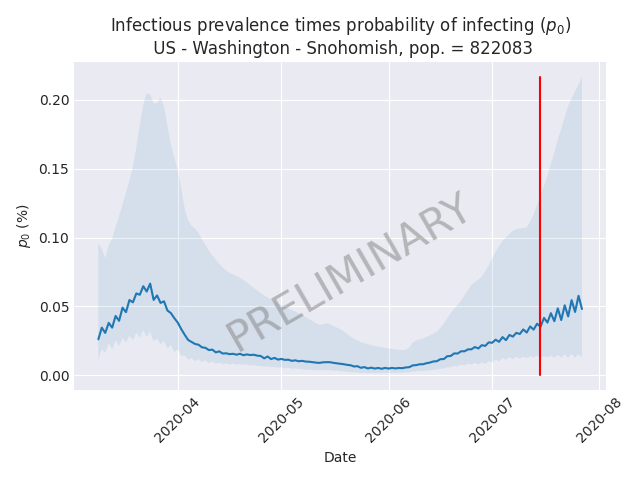 Infectious prevalence times probability of infecting (p₀)
US - Washington - Snohomish, pop. = 822083
0.20
0.15
0.10
0.05
0.00
p₀ (%)
PRELIMINARY
2020-04
2020-05
2020-06
2020-07
2020-08
Date